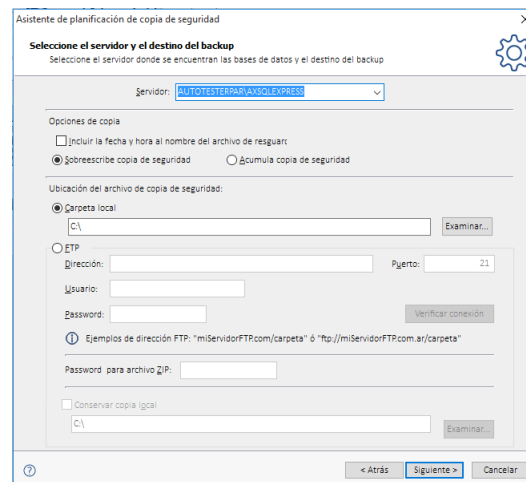 Asistente de planificación de copia de seguridad
Seleccione el servidor y el destino del backup
Seleccione el servidor donde se encuentran las bases de datos y el destino del backup
Servidor: AUTOTESTERPAR\AXSQLEXPRESS
Opciones de copia
Incluir la fecha y hora al nombre del archivo de resguarc
Sobreescribe copia de seguridad Acumula copia de seguridad
Ubicación del archivo de copia de seguridad:
Carpeta local
C:\ Examinar...
FTP
Dirección: Puerto: 21
Usuario:
Password: Verificar conexión
Ejemplos de dirección FTP: "miServidorFTP.com/carpeta" ó "ftp://miServidorFTP.com.ar/carpeta"
Password para archivo ZIP:
Conservar copia local
C:\ Examinar...
< Atrás Siguiente > Cancelar